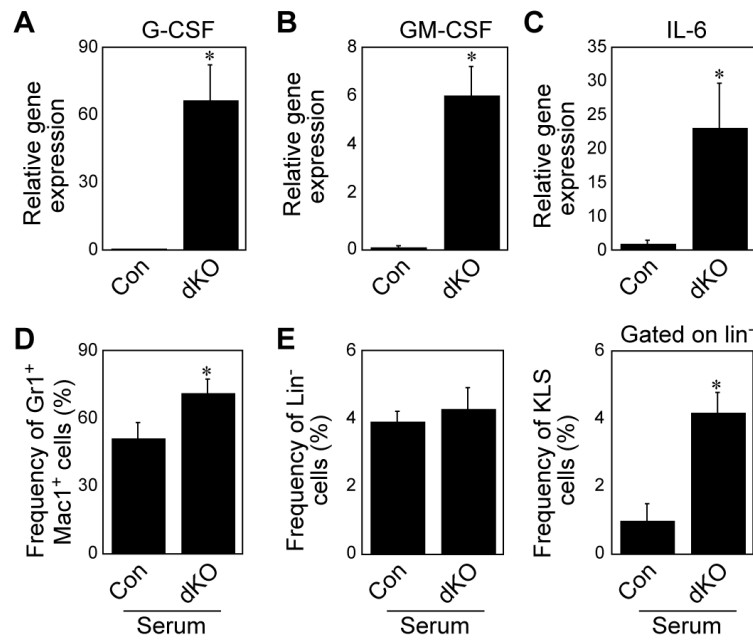 A
G-CSF
Relative gene
expression
90
60
30
0
*
Con
dKO
B
GM-CSF
Relative gene
expression
8
6
4
2
0
*
Con
dKO
C
IL-6
Relative gene
expression
35
30
25
20
15
10
5
0
*
Con
dKO
D
Frequency of Gr1⁺
Mac1⁺ cells (%)
90
60
30
0
*
Con
dKO
Serum
E
Frequency of Lin⁻
cells (%)
6
4
2
0
Con
dKO
Serum
Gated on lin⁻
Frequency of KLS
cells (%)
6
4
2
0
*
Con
dKO
Serum